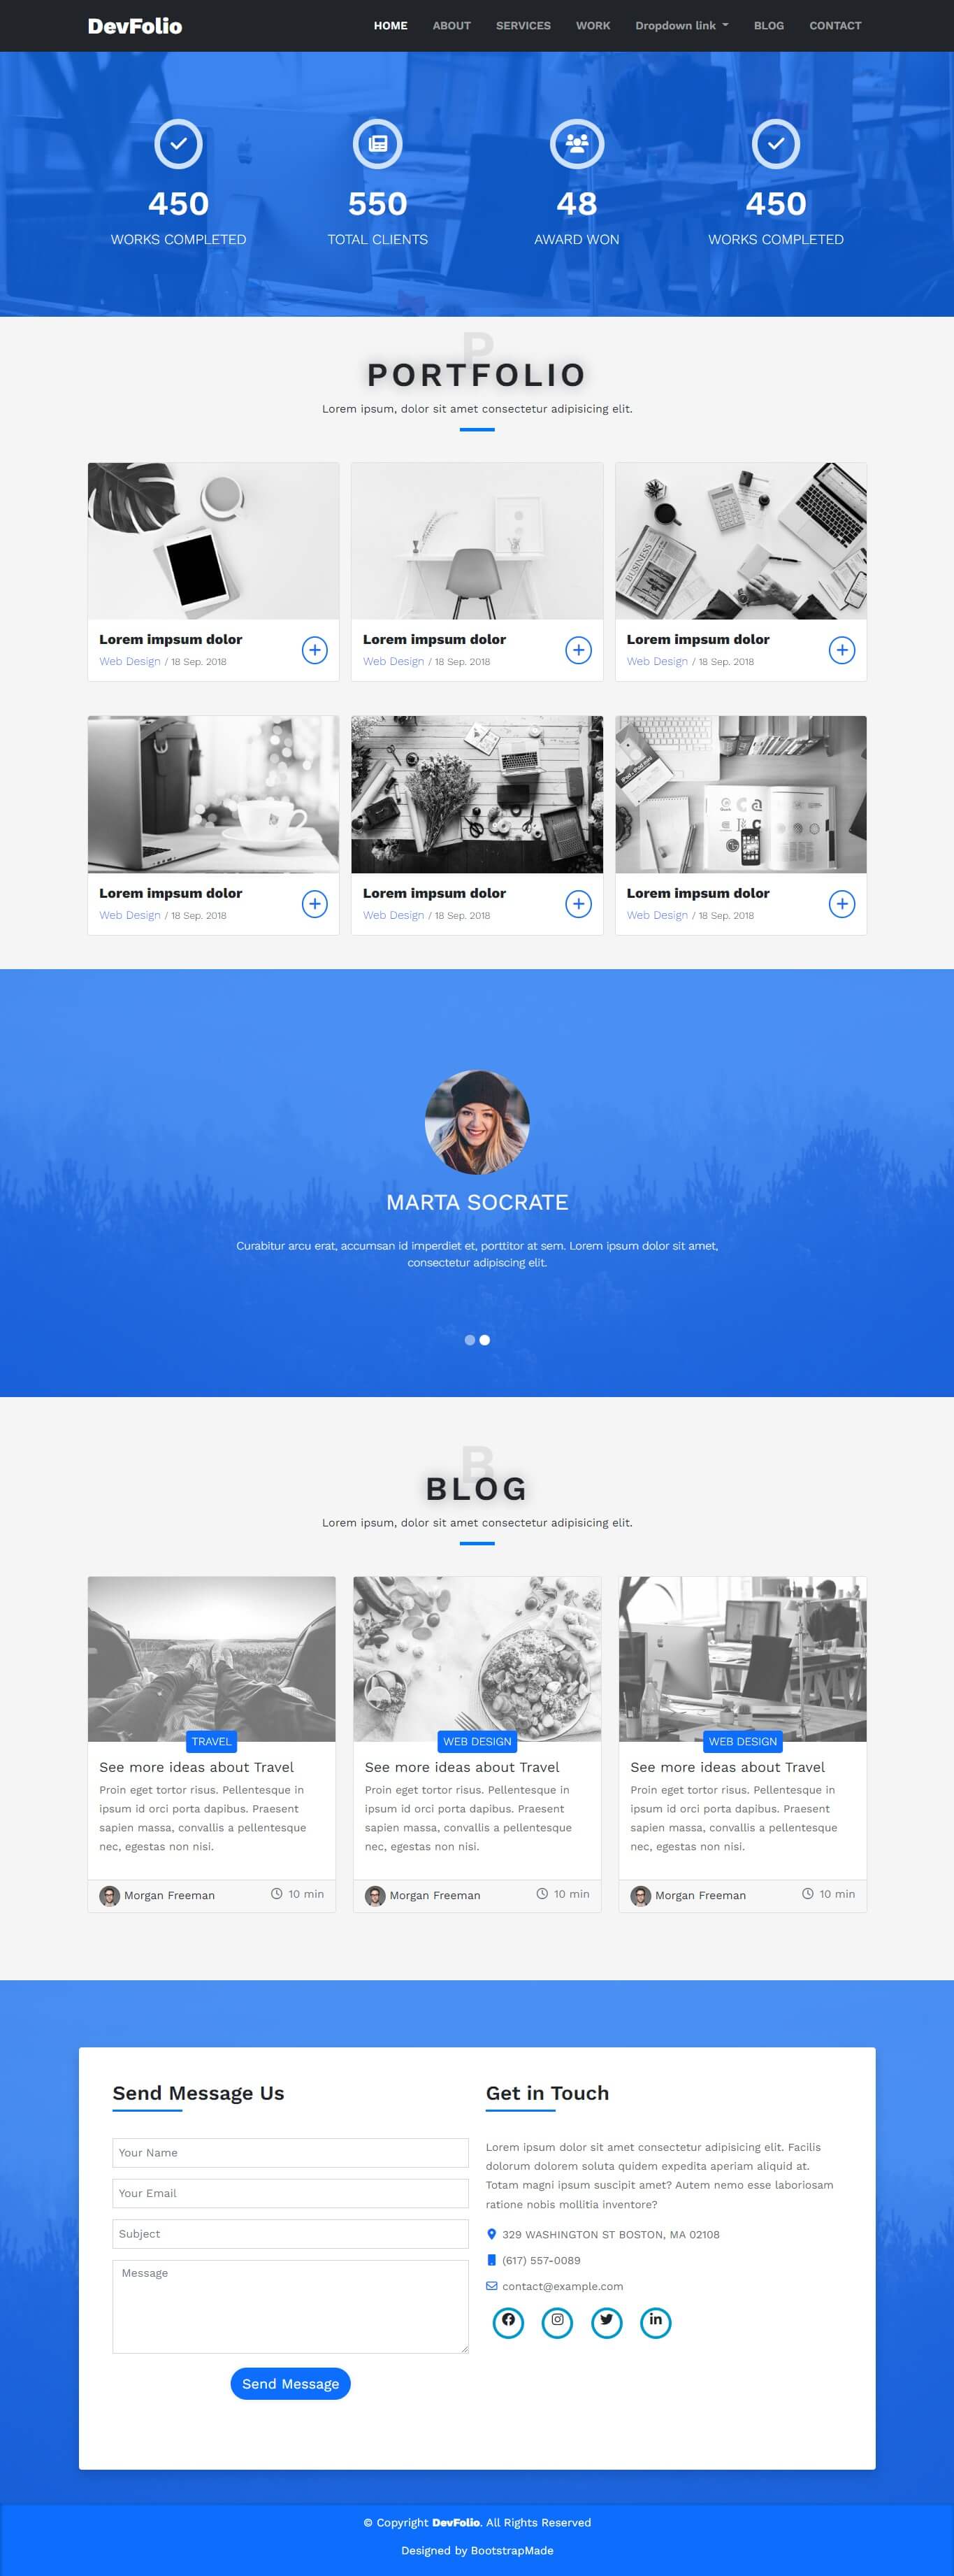 DevFolio
HOME ABOUT SERVICES WORK Dropdown link BLOG CONTACT
450 550 48 450
WORKS COMPLETED TOTAL CLIENTS AWARD WON WORKS COMPLETED
P
PORTFOLIO
Lorem ipsum, dolor sit amet consectetur adipisicing elit.
BUSINESS
Lorem impsum dolor Lorem impsum dolor Lorem impsum dolor
Web Design / 18 Sep. 2018 Web Design / 18 Sep. 2018 Web Design / 18 Sep. 2018
Lorem impsum dolor Lorem impsum dolor Lorem impsum dolor
Web Design / 18 Sep. 2018 Web Design / 18 Sep. 2018 Web Design / 18 Sep. 2018
MARTA SOCRATE
Curabitur arcu erat, accumsan id imperdiet et, porttitor at sem. Lorem ipsum dolor sit amet,
consectetur adipiscing elit.
B
BLOG
Lorem ipsum, dolor sit amet consectetur adipisicing elit.
TRAVEL
See more ideas about Travel
Proin eget tortor risus. Pellentesque in
ipsum id orci porta dapibus. Praesent
sapien massa, convallis a pellentesque
nec, egestas non nisi.
Morgan Freeman 10 min
WEB DESIGN
See more ideas about Travel
Proin eget tortor risus. Pellentesque in
ipsum id orci porta dapibus. Praesent
sapien massa, convallis a pellentesque
nec, egestas non nisi.
Morgan Freeman 10 min
WEB DESIGN
See more ideas about Travel
Proin eget tortor risus. Pellentesque in
ipsum id orci porta dapibus. Praesent
sapien massa, convallis a pellentesque
nec, egestas non nisi.
Morgan Freeman 10 min
Send Message Us
Your Name
Your Email
Subject
Message
Send Message
Get in Touch
Lorem ipsum dolor sit amet consectetur adipisicing elit. Facilis
dolorum dolorem soluta quidem expedita aperiam aliquid at.
Totam magni ipsum suscipit amet? Autem nemo esse laboriosam
ratione nobis mollitia inventore?
329 WASHINGTON ST BOSTON, MA 02108
(617) 557-0089
contact@example.com
© Copyright DevFolio. All Rights Reserved
Designed by BootstrapMade